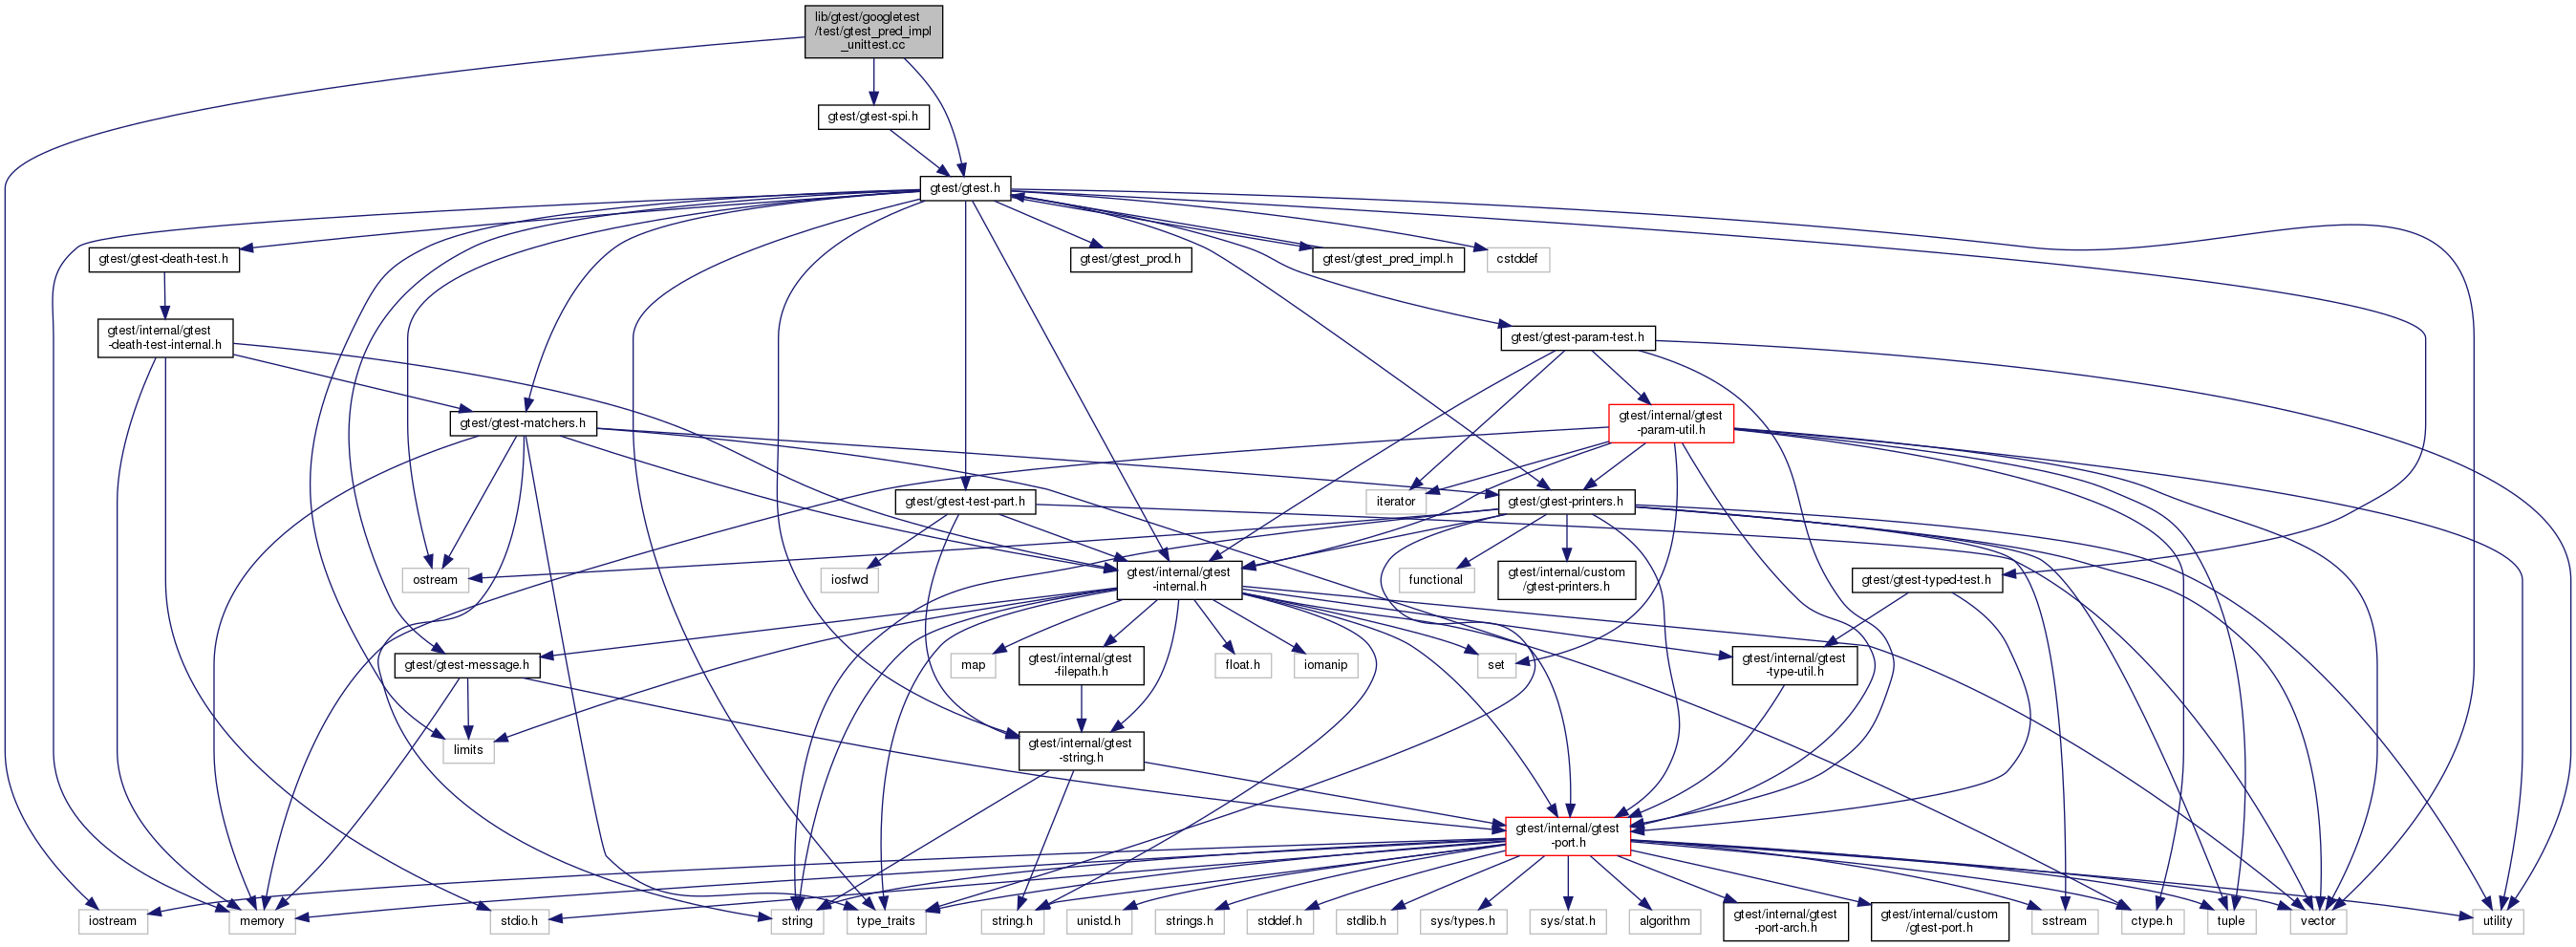 lib/gtest/googletest
/test/gtest_pred_impl
_unittest.cc
gtest/gtest-spi.h
gtest/gtest.h
gtest/gtest-death-test.h
gtest/gtest_prod.h
gtest/gtest_pred_impl.h
cstddef
gtest/internal/gtest
-death-test-internal.h
gtest/gtest-param-test.h
gtest/gtest-matchers.h
gtest/internal/gtest
-param-util.h
gtest/gtest-test-part.h
iterator
gtest/gtest-printers.h
ostream
iosfwd
gtest/internal/gtest
-internal.h
functional
gtest/internal/custom
/gtest-printers.h
gtest/gtest-typed-test.h
gtest/gtest-message.h
map
gtest/internal/gtest
-filepath.h
float.h
iomanip
set
gtest/internal/gtest
-type-util.h
limits
gtest/internal/gtest
-string.h
gtest/internal/gtest
-port.h
iostream
memory
stdio.h
string
type_traits
string.h
unistd.h
strings.h
stddef.h
stdlib.h
sys/types.h
sys/stat.h
algorithm
gtest/internal/gtest
-port-arch.h
gtest/internal/custom
/gtest-port.h
sstream
ctype.h
tuple
vector
utility